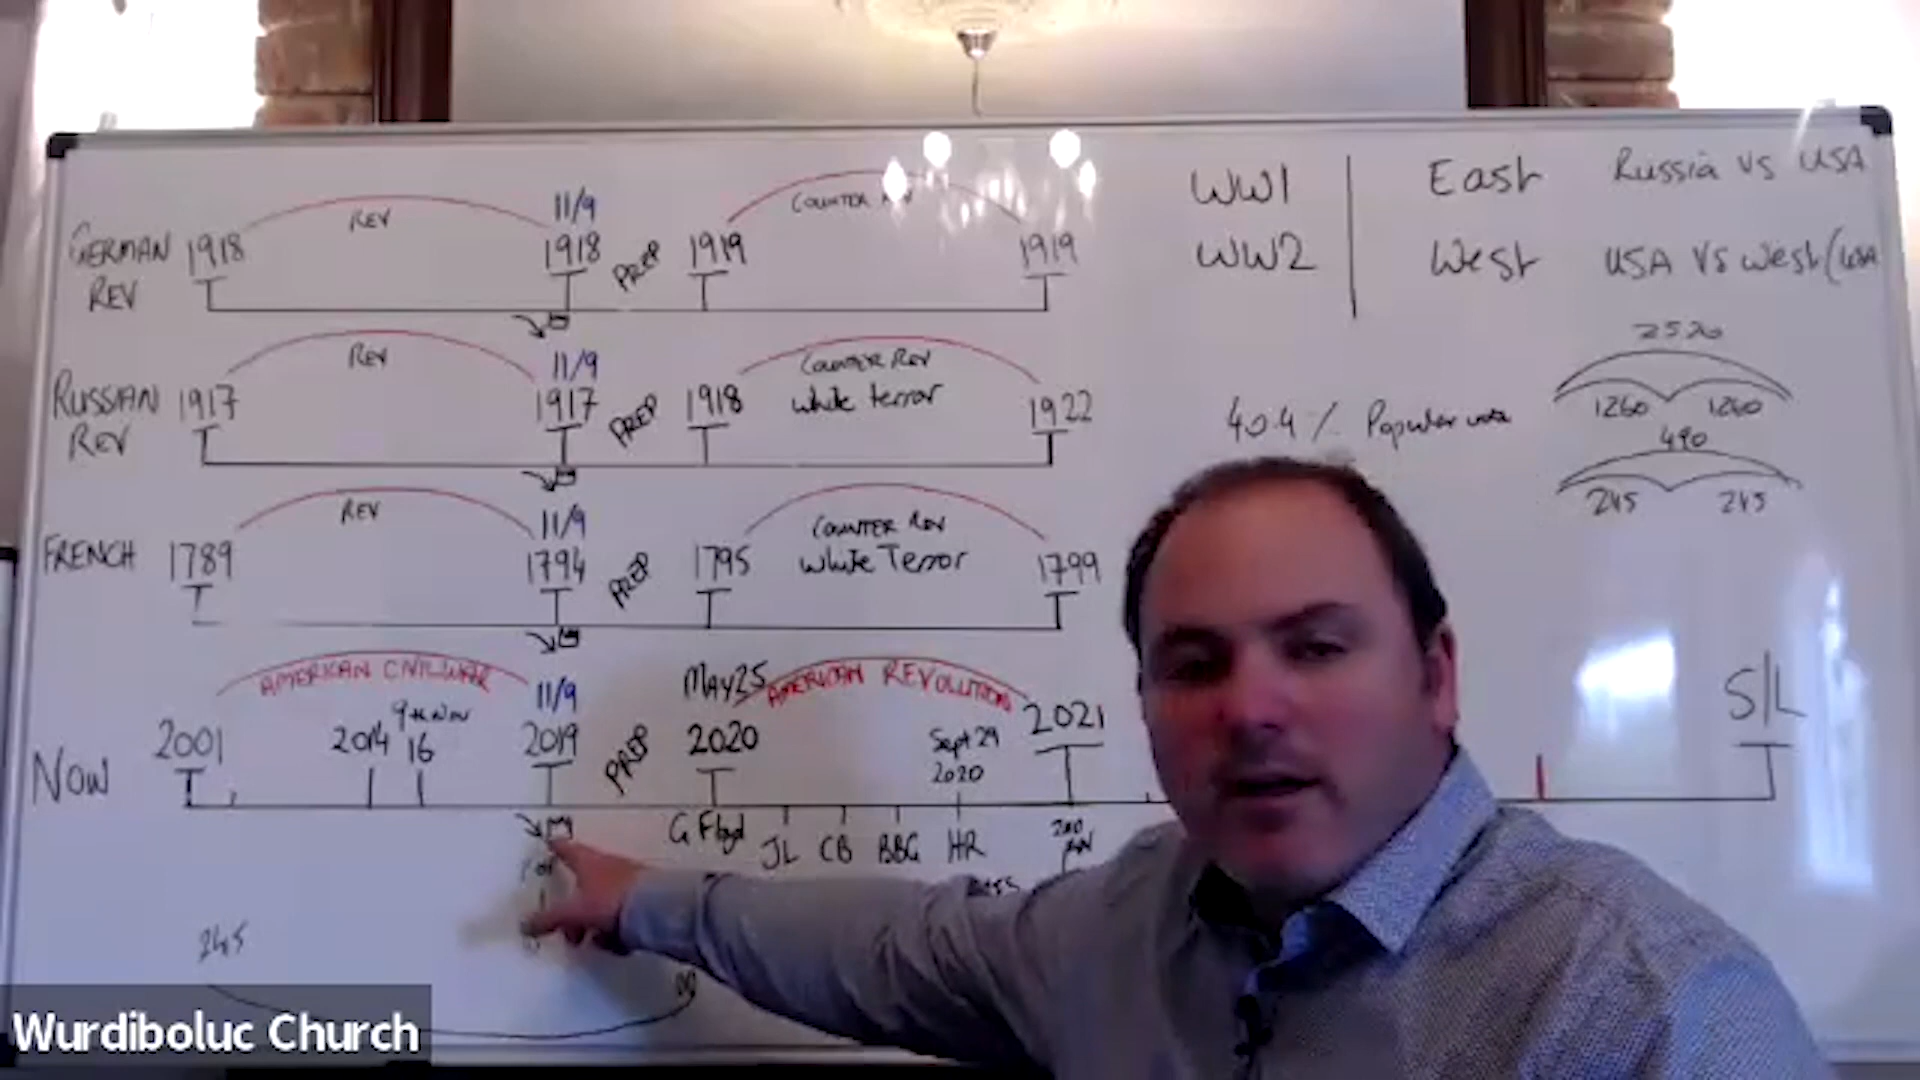 GERMAN REV 1918 REV 11/9 1918 PREP 1919 COUNTER 1919
RUSSIAN REV 1917 REV 11/9 1917 PREP 1918 COUNTER REV white terror 1922
FRENCH 1789 REV 11/9 1794 PREP 1795 COUNTER REV White Terror 1799
NOW 2001 AMERICAN CIVIL WAR 2014 9th Nov 16 11/9 2019 PREP MAY 25 2020 AMERICAN REVOLUTION Sept 29 2020 2021 S/L
G Floyd JL CB BBG HR
245
WW1 East Russia VS USA
WW2 West USA VS West (USA
2520
1260 1260
40.4% Popular vote
490
245 245
Wurdiboluc Church